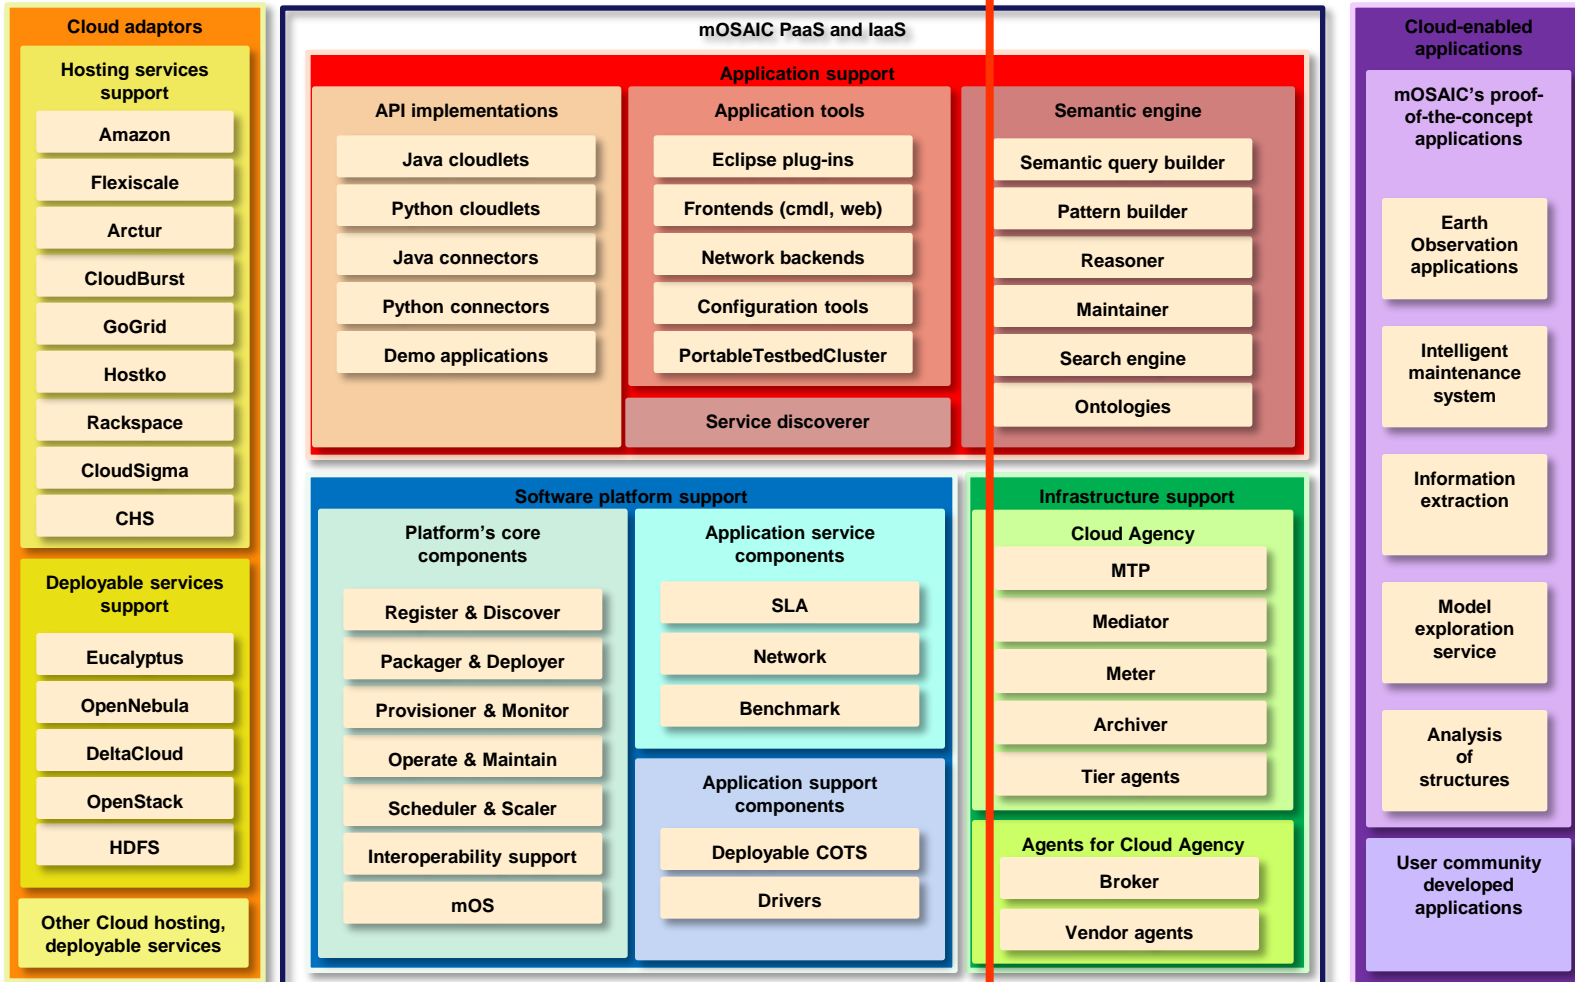 Cloud adaptors
Hosting services
support
Amazon
Flexiscale
Arctur
CloudBurst
GoGrid
Hostko
Rackspace
CloudSigma
CHS
Deployable services
support
Eucalyptus
OpenNebula
DeltaCloud
OpenStack
HDFS
Other Cloud hosting,
deployable services
mOSAIC PaaS and IaaS
Application support
API implementations
Java cloudlets
Python cloudlets
Java connectors
Python connectors
Demo applications
Application tools
Eclipse plug-ins
Frontends (cmdl, web)
Network backends
Configuration tools
PortableTestbedCluster
Service discoverer
Semantic engine
Semantic query builder
Pattern builder
Reasoner
Maintainer
Search engine
Ontologies
Software platform support
Platform's core
components
Register & Discover
Packager & Deployer
Provisioner & Monitor
Operate & Maintain
Scheduler & Scaler
Interoperability support
mOS
Application service
components
SLA
Network
Benchmark
Application support
components
Deployable COTS
Drivers
Infrastructure support
Cloud Agency
MTP
Mediator
Meter
Archiver
Tier agents
Agents for Cloud Agency
Broker
Vendor agents
Cloud-enabled
applications
mOSAIC's proof-
of-the-concept
applications
Earth
Observation
applications
Intelligent
maintenance
system
Information
extraction
Model
exploration
service
Analysis
of
structures
User community
developed
applications